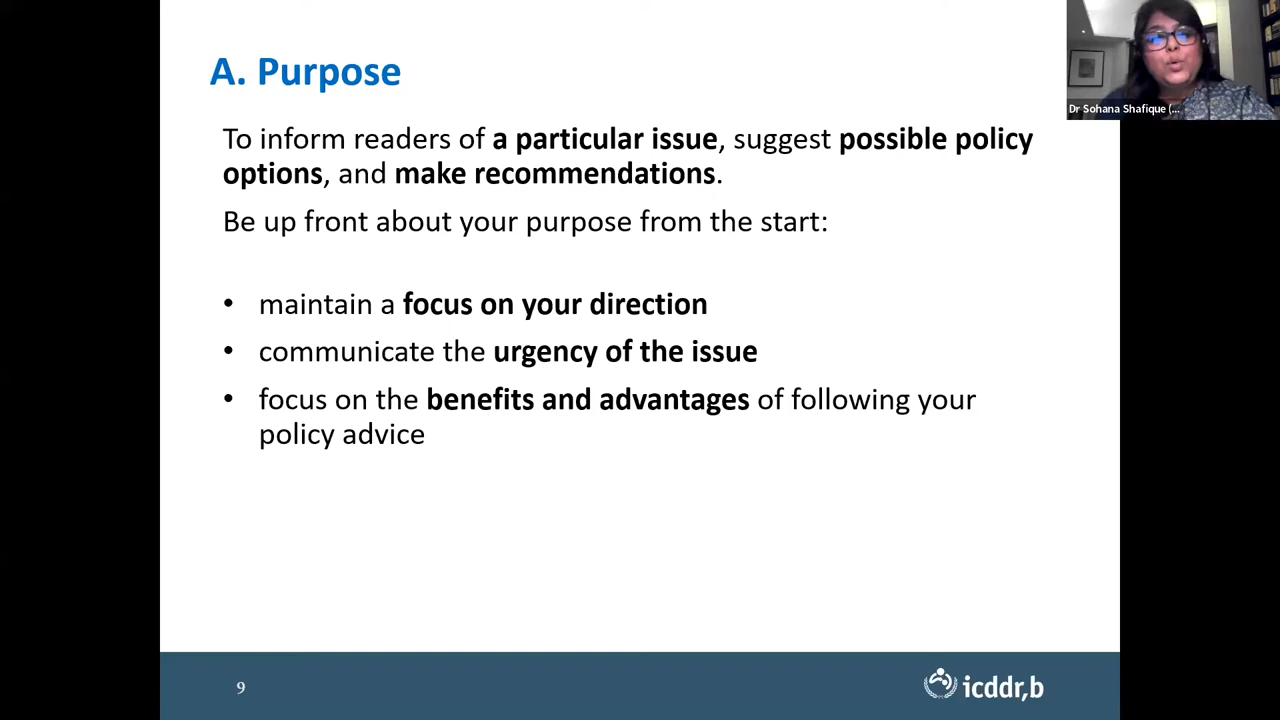 A. Purpose
Dr Sohana Shafique (...
To inform readers of a particular issue, suggest possible policy
options, and make recommendations.
Be up front about your purpose from the start:
• maintain a focus on your direction
• communicate the urgency of the issue
• focus on the benefits and advantages of following your
policy advice
9
icddr,b